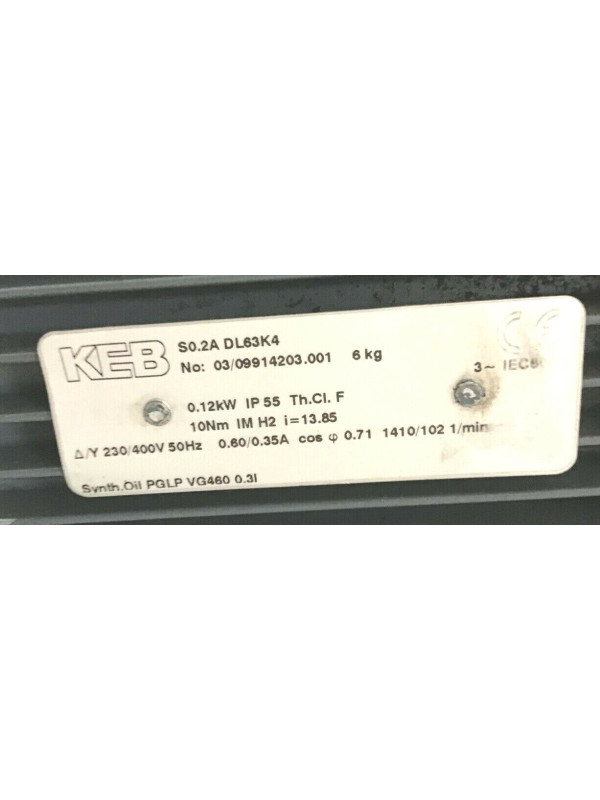 KEB
S0.2A DL63K4
No: 03/09914203.001 6 kg
CE
3~ IEC
0.12kW IP 55 Th.Cl. F
10Nm IM H2 i=13.85
Δ/Y 230/400V 50Hz 0.60/0.35A cos φ 0.71 1410/102 1/min
Synth.Oil PGLP VG460 0.3l